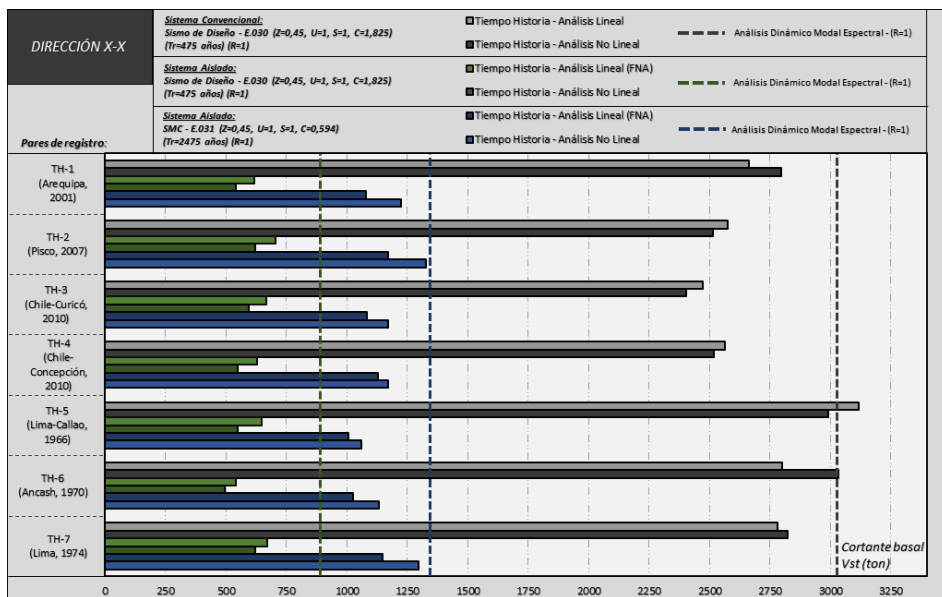 DIRECCIÓN X-X
Pares de registro:
Sistema Convencional:
Sismo de Diseño - E.030 (Z=0,45, U=1, S=1, C=1,825)
(Tr=475 años) (R=1)
Tiempo Historia - Análisis Lineal
Tiempo Historia - Análisis No Lineal
Análisis Dinámico Modal Espectral - (R=1)
Sistema Aislado:
Sismo de Diseño - E.030 (Z=0,45, U=1, S=1, C=1,825)
(Tr=475 años) (R=1)
Tiempo Historia - Análisis Lineal (FNA)
Tiempo Historia - Análisis No Lineal
Análisis Dinámico Modal Espectral - (R=1)
Sistema Aislado:
SMC - E.031 (Z=0,45, U=1, S=1, C=0,594)
(Tr=2475 años) (R=1)
Tiempo Historia - Análisis Lineal (FNA)
Tiempo Historia - Análisis No Lineal
Análisis Dinámico Modal Espectral - (R=1)
TH-1
(Arequipa,
2001)
TH-2
(Pisco, 2007)
TH-3
(Chile-Curicó,
2010)
TH-4
(Chile-
Concepción,
2010)
TH-5
(Lima-Callao,
1966)
TH-6
(Ancash, 1970)
TH-7
(Lima, 1974)
Cortante basal
Vst (ton)
0 250 500 750 1000 1250 1500 1750 2000 2250 2500 2750 3000 3250